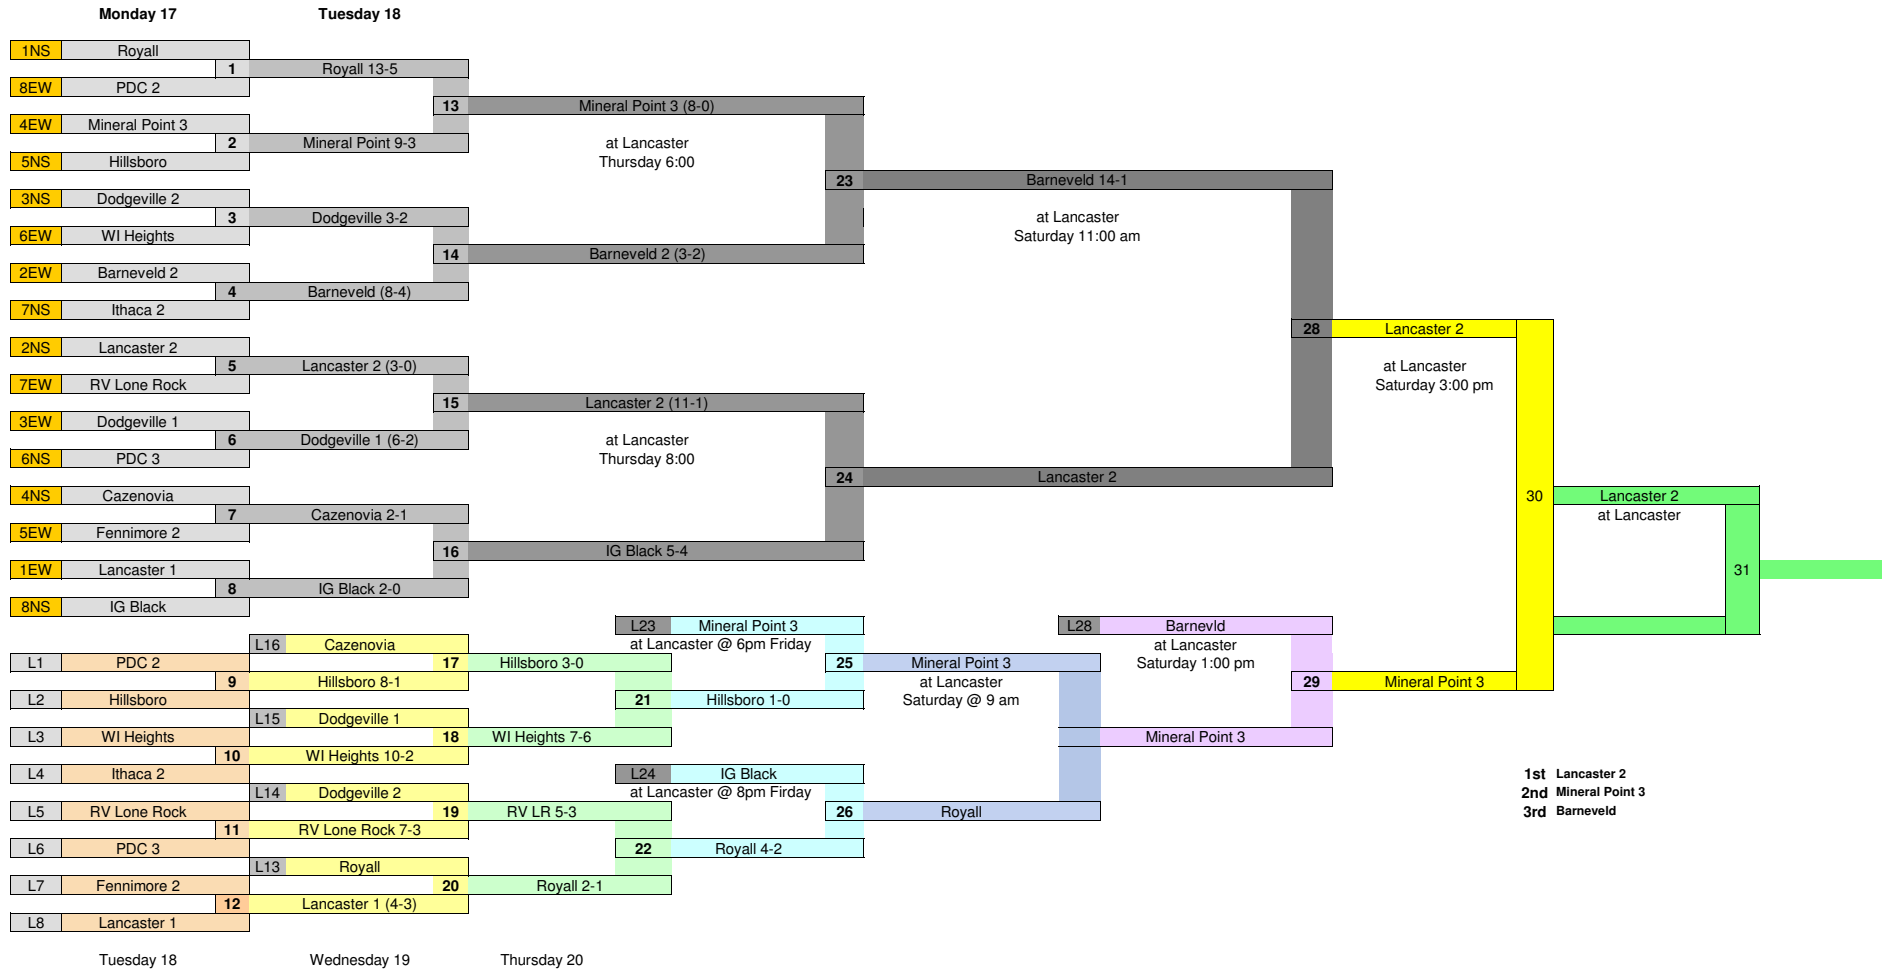 Monday 17 Tuesday 18
1NS Royall
1 Royall 13-5
8EW PDC 2
13 Mineral Point 3 (8-0)
4EW Mineral Point 3
2 Mineral Point 9-3 at Lancaster
5NS Hillsboro Thursday 6:00
23 Barneveld 14-1
3NS Dodgeville 2
3 Dodgeville 3-2 at Lancaster
6EW WI Heights Saturday 11:00 am
14 Barneveld 2 (3-2)
2EW Barneveld 2
4 Barneveld (8-4)
7NS Ithaca 2
28 Lancaster 2
2NS Lancaster 2
5 Lancaster 2 (3-0) at Lancaster
7EW RV Lone Rock Saturday 3:00 pm
15 Lancaster 2 (11-1)
3EW Dodgeville 1
6 Dodgeville 1 (6-2) at Lancaster
6NS PDC 3 Thursday 8:00
24 Lancaster 2
4NS Cazenovia 30 Lancaster 2
7 Cazenovia 2-1 at Lancaster
5EW Fennimore 2
16 IG Black 5-4
1EW Lancaster 1 31
8 IG Black 2-0
8NS IG Black
L23 Mineral Point 3 L28 Barnevld
L16 Cazenovia at Lancaster @ 6pm Friday at Lancaster
L1 PDC 2 17 Hillsboro 3-0 25 Mineral Point 3 Saturday 1:00 pm
9 Hillsboro 8-1 at Lancaster 29 Mineral Point 3
L2 Hillsboro 21 Hillsboro 1-0 Saturday @ 9 am
L15 Dodgeville 1
L3 WI Heights 18 WI Heights 7-6 Mineral Point 3
10 WI Heights 10-2
L4 Ithaca 2 L24 IG Black 1st Lancaster 2
L14 Dodgeville 2 at Lancaster @ 8pm Firday 2nd Mineral Point 3
L5 RV Lone Rock 19 RV LR 5-3 26 Royall 3rd Barneveld
11 RV Lone Rock 7-3
L6 PDC 3 22 Royall 4-2
L13 Royall
L7 Fennimore 2 20 Royall 2-1
12 Lancaster 1 (4-3)
L8 Lancaster 1
Tuesday 18 Wednesday 19 Thursday 20